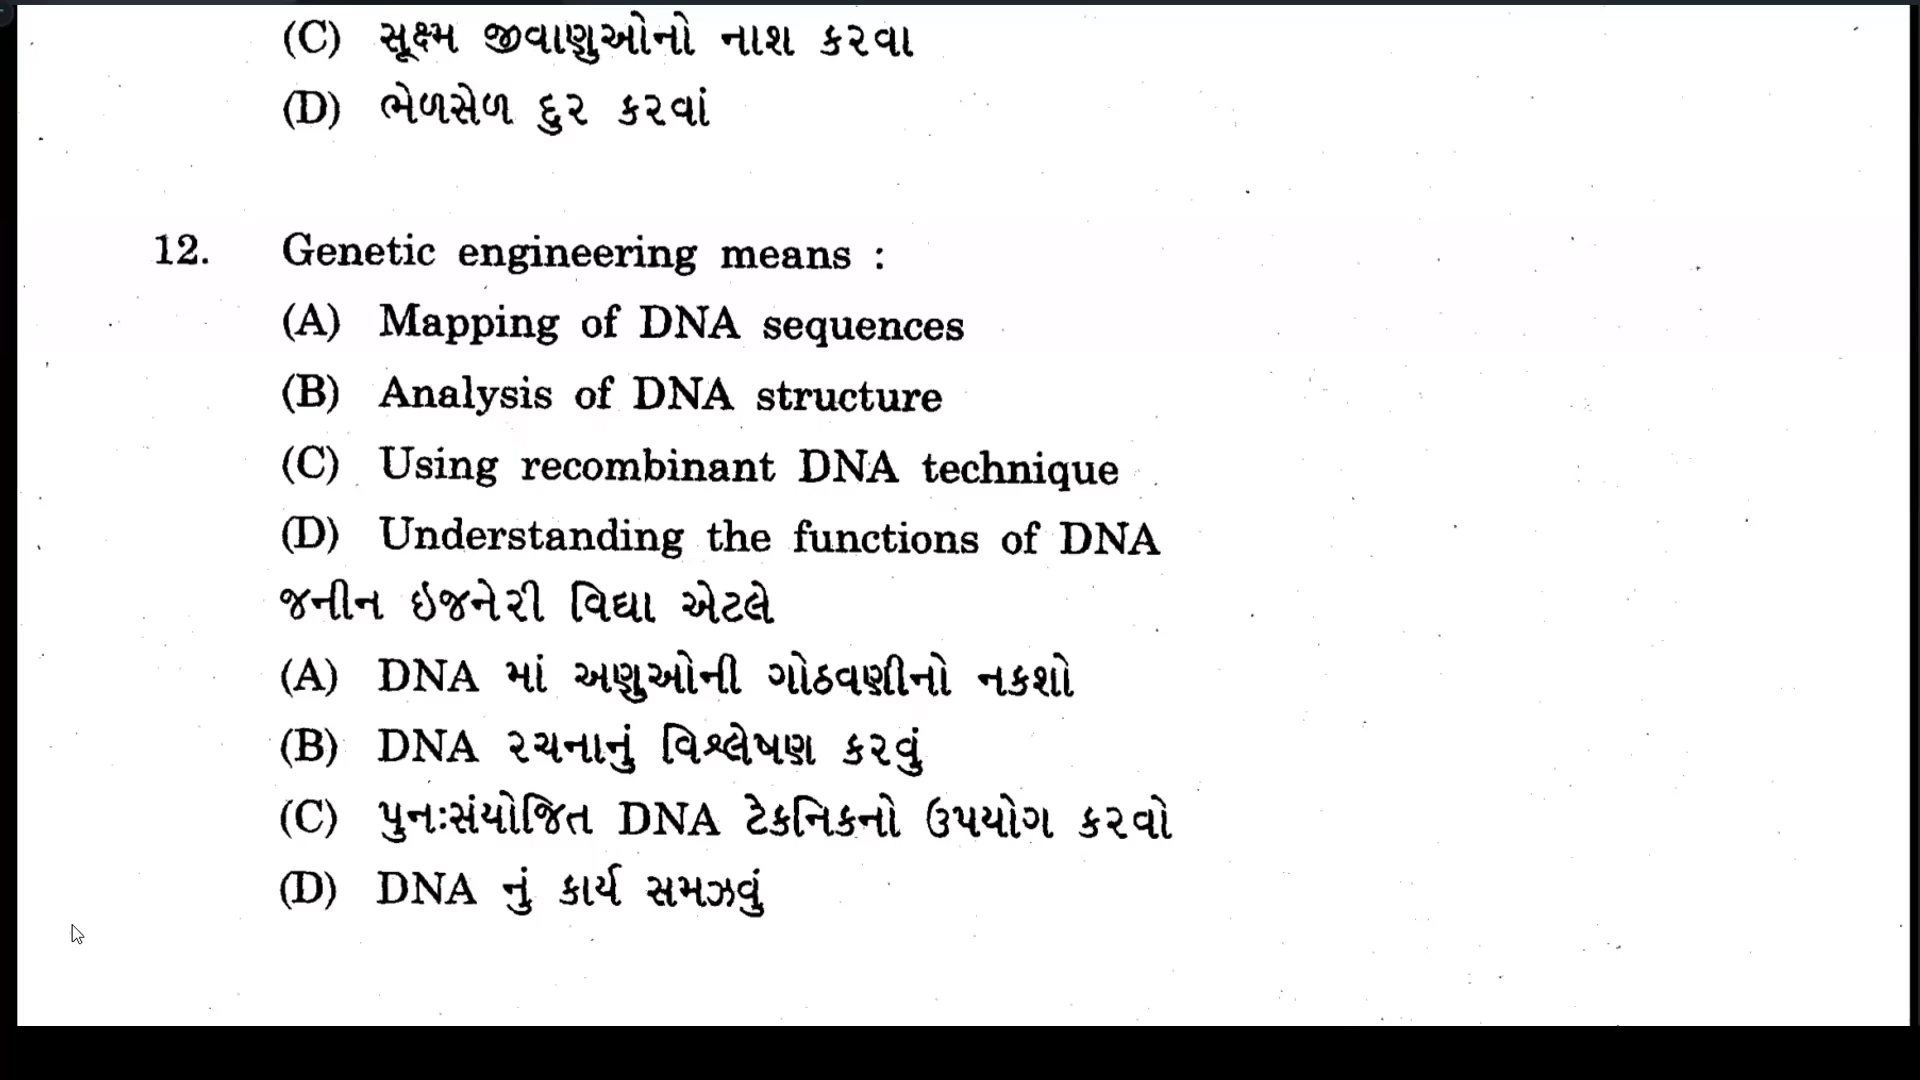 (C) સૂક્ષ્મ જીવાણુઓનો નાશ કરવા
(D) ભેળસેળ દુર કરવાં
12. Genetic engineering means :
(A) Mapping of DNA sequences
(B) Analysis of DNA structure
(C) Using recombinant DNA technique
(D) Understanding the functions of DNA
જનીન ઇજનેરી વિદ્યા એટલે
(A) DNA માં અણુઓની ગોઠવણીનો નકશો
(B) DNA રચનાનું વિશ્લેષણ કરવું
(C) પુનઃસંયોજિત DNA ટેકનિકનો ઉપયોગ કરવો
(D) DNA નું કાર્ય સમઝવું